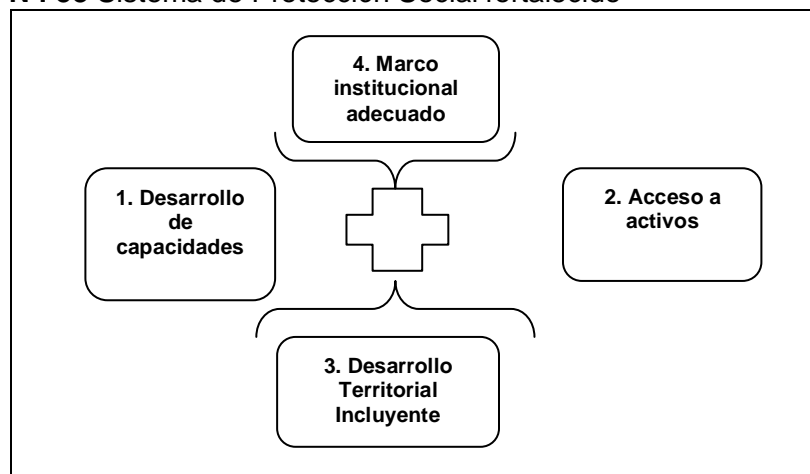 Sistema de Protección Social fortalecido
4. Marco
institucional
adecuado
1. Desarrollo
de
capacidades
2. Acceso a
activos
3. Desarrollo
Territorial
Incluyente